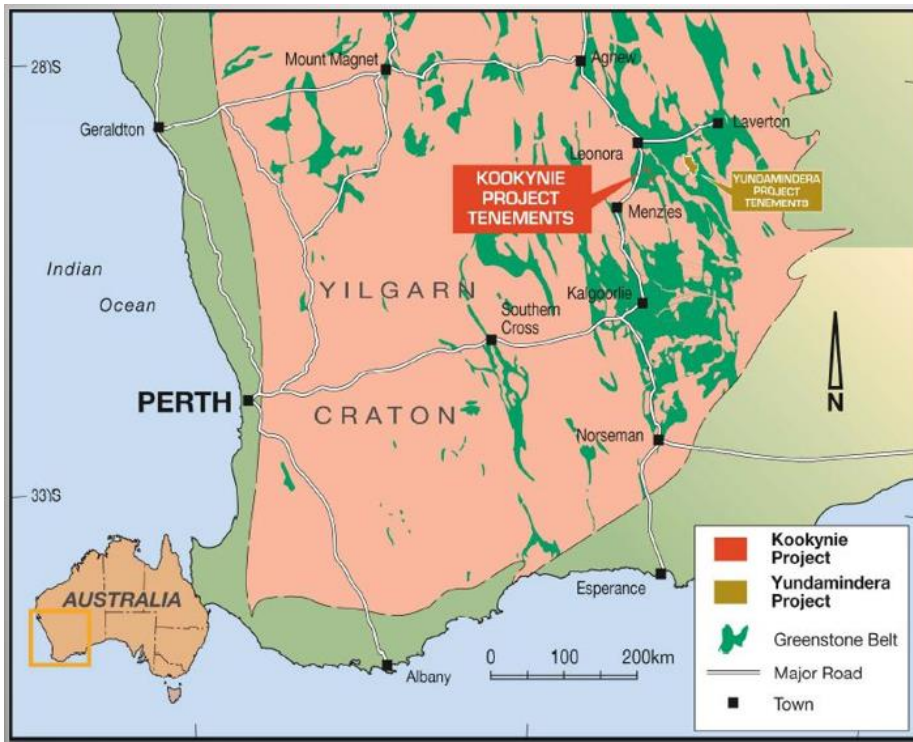 28\S
Mount Magnet
Agnew
Geraldton
Laverton
Leonora
KOOKYNIE
PROJECT
TENEMENTS
YUNDAMINDERA
PROJECT
TENEMENTS
Menzies
Indian
Ocean
YILGARN
Kalgoorlie
Southern
Cross
PERTH
CRATON
N
Norseman
33\S
Esperance
Albany
AUSTRALIA
0 100 200km
Kookynie
Project
Yundamindera
Project
Greenstone Belt
Major Road
Town